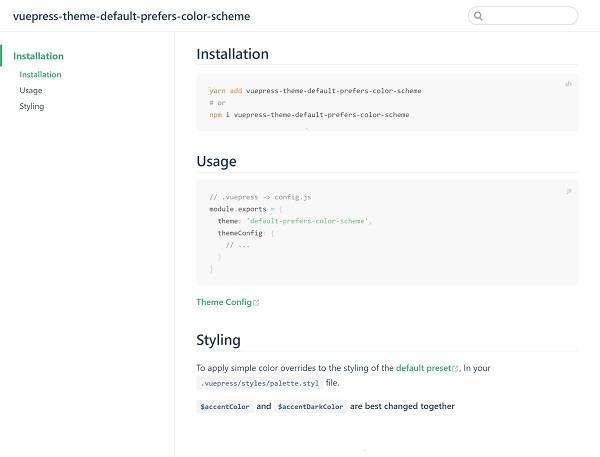 vuepress-theme-default-prefers-color-scheme
Installation
Installation
Usage
Styling
Installation
sh
yarn add vuepress-theme-default-prefers-color-scheme
# or
npm i vuepress-theme-default-prefers-color-scheme
Usage
js
// .vuepress -> config.js
module.exports = {
theme: 'default-prefers-color-scheme',
themeConfig: {
// ...
}
}
Theme Config
Styling
To apply simple color overrides to the styling of the default preset, In your
.vuepress/styles/palette.styl file.
$accentColor and $accentDarkColor are best changed together